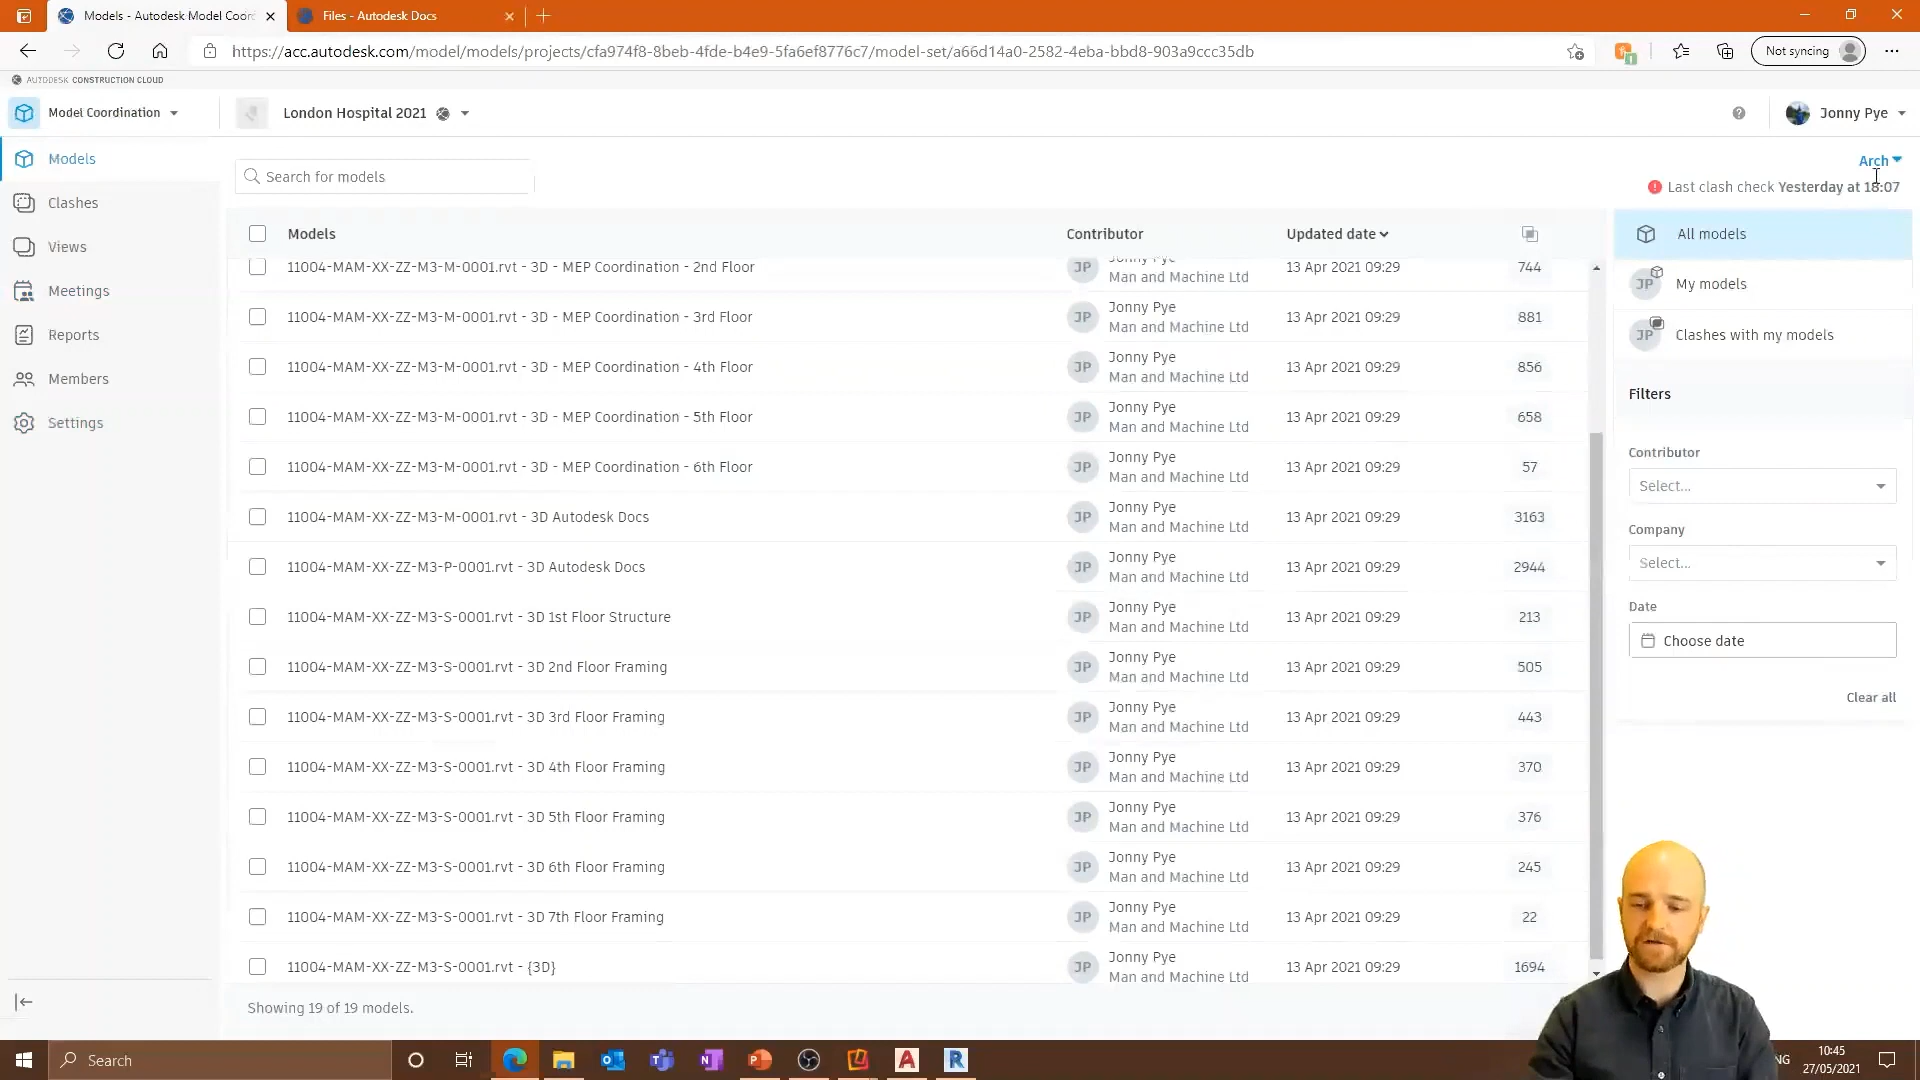 Models - Autodesk Model Coord
Files - Autodesk Docs
https://acc.autodesk.com/model/models/projects/cfa974f8-8beb-4fde-b4e9-5fa6ef8776c7/model-set/a66d14a0-2582-4eba-bbd8-903a9ccc35db
Not syncing
AUTODESK CONSTRUCTION CLOUD
Model Coordination
London Hospital 2021
Jonny Pye
Models
Clashes
Views
Meetings
Reports
Members
Settings
Search for models
Arch
Last clash check Yesterday at 18:07
Models Contributor Updated date
11004-MAM-XX-ZZ-M3-M-0001.rvt - 3D - MEP Coordination - 2nd Floor JP Jonny Pye 13 Apr 2021 09:29 744
Man and Machine Ltd
11004-MAM-XX-ZZ-M3-M-0001.rvt - 3D - MEP Coordination - 3rd Floor JP Jonny Pye 13 Apr 2021 09:29 881
Man and Machine Ltd
11004-MAM-XX-ZZ-M3-M-0001.rvt - 3D - MEP Coordination - 4th Floor JP Jonny Pye 13 Apr 2021 09:29 856
Man and Machine Ltd
11004-MAM-XX-ZZ-M3-M-0001.rvt - 3D - MEP Coordination - 5th Floor JP Jonny Pye 13 Apr 2021 09:29 658
Man and Machine Ltd
11004-MAM-XX-ZZ-M3-M-0001.rvt - 3D - MEP Coordination - 6th Floor JP Jonny Pye 13 Apr 2021 09:29 57
Man and Machine Ltd
11004-MAM-XX-ZZ-M3-M-0001.rvt - 3D Autodesk Docs JP Jonny Pye 13 Apr 2021 09:29 3163
Man and Machine Ltd
11004-MAM-XX-ZZ-M3-P-0001.rvt - 3D Autodesk Docs JP Jonny Pye 13 Apr 2021 09:29 2944
Man and Machine Ltd
11004-MAM-XX-ZZ-M3-S-0001.rvt - 3D 1st Floor Structure JP Jonny Pye 13 Apr 2021 09:29 213
Man and Machine Ltd
11004-MAM-XX-ZZ-M3-S-0001.rvt - 3D 2nd Floor Framing JP Jonny Pye 13 Apr 2021 09:29 505
Man and Machine Ltd
11004-MAM-XX-ZZ-M3-S-0001.rvt - 3D 3rd Floor Framing JP Jonny Pye 13 Apr 2021 09:29 443
Man and Machine Ltd
11004-MAM-XX-ZZ-M3-S-0001.rvt - 3D 4th Floor Framing JP Jonny Pye 13 Apr 2021 09:29 370
Man and Machine Ltd
11004-MAM-XX-ZZ-M3-S-0001.rvt - 3D 5th Floor Framing JP Jonny Pye 13 Apr 2021 09:29 376
Man and Machine Ltd
11004-MAM-XX-ZZ-M3-S-0001.rvt - 3D 6th Floor Framing JP Jonny Pye 13 Apr 2021 09:29 245
Man and Machine Ltd
11004-MAM-XX-ZZ-M3-S-0001.rvt - 3D 7th Floor Framing JP Jonny Pye 13 Apr 2021 09:29 22
Man and Machine Ltd
11004-MAM-XX-ZZ-M3-S-0001.rvt - {3D} JP Jonny Pye 13 Apr 2021 09:29 1694
Man and Machine Ltd
Showing 19 of 19 models.
All models
JP My models
JP Clashes with my models
Filters
Contributor
Select...
Company
Select...
Date
Choose date
Clear all
Search
NG
10:45
27/05/2021